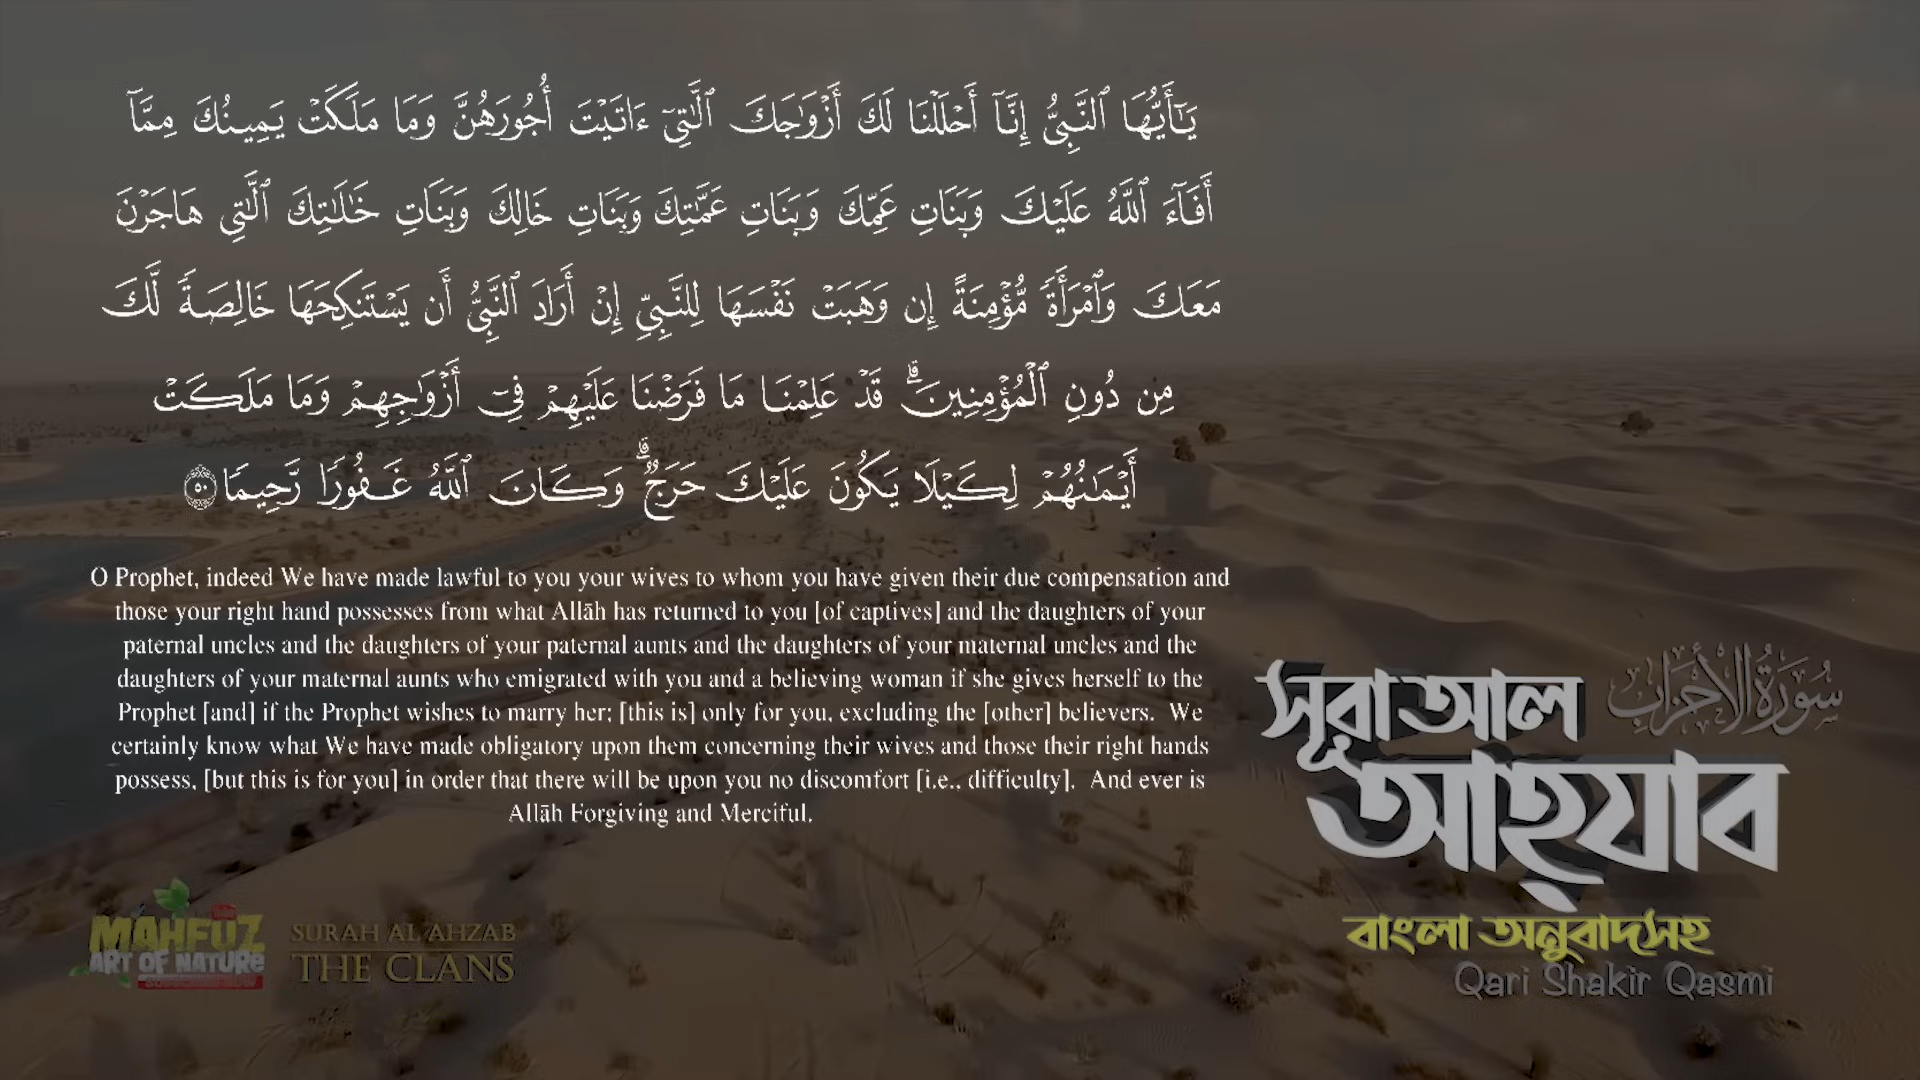 يَـٰٓأَيُّهَا ٱلنَّبِىُّ إِنَّآ أَحْلَلْنَا لَكَ أَزْوَٰجَكَ ٱلَّـٰتِىٓ ءَاتَيْتَ أُجُورَهُنَّ وَمَا مَلَكَتْ يَمِينُكَ مِمَّآ
أَفَآءَ ٱللَّهُ عَلَيْكَ وَبَنَاتِ عَمِّكَ وَبَنَاتِ عَمَّـٰتِكَ وَبَنَاتِ خَالِكَ وَبَنَاتِ خَـٰلَـٰتِكَ ٱلَّـٰتِى هَاجَرْنَ
مَعَكَ وَٱمْرَأَةً مُّؤْمِنَةً إِن وَهَبَتْ نَفْسَهَا لِلنَّبِىِّ إِنْ أَرَادَ ٱلنَّبِىُّ أَن يَسْتَنكِحَهَا خَالِصَةً لَّكَ
مِن دُونِ ٱلْمُؤْمِنِينَ ۗ قَدْ عَلِمْنَا مَا فَرَضْنَا عَلَيْهِمْ فِىٓ أَزْوَٰجِهِمْ وَمَا مَلَكَتْ
أَيْمَـٰنُهُمْ لِكَيْلَا يَكُونَ عَلَيْكَ حَرَجٌ ۗ وَكَانَ ٱللَّهُ غَفُورًا رَّحِيمًا ٥٠
O Prophet, indeed We have made lawful to you your wives to whom you have given their due compensation and
those your right hand possesses from what Allāh has returned to you [of captives] and the daughters of your
paternal uncles and the daughters of your paternal aunts and the daughters of your maternal uncles and the
daughters of your maternal aunts who emigrated with you and a believing woman if she gives herself to the
Prophet [and] if the Prophet wishes to marry her; [this is] only for you, excluding the [other] believers. We
certainly know what We have made obligatory upon them concerning their wives and those their right hands
possess, [but this is for you] in order that there will be upon you no discomfort [i.e., difficulty]. And ever is
Allāh Forgiving and Merciful.
সূরা আল
سورة الأحزاب
আহযাব
বাংলা অনুবাদসহ
Qari Shakir Qasmi
MAHFUZ
ART OF NATURE
SUBSCRIBE NOW
SURAH AL AHZAB
THE CLANS